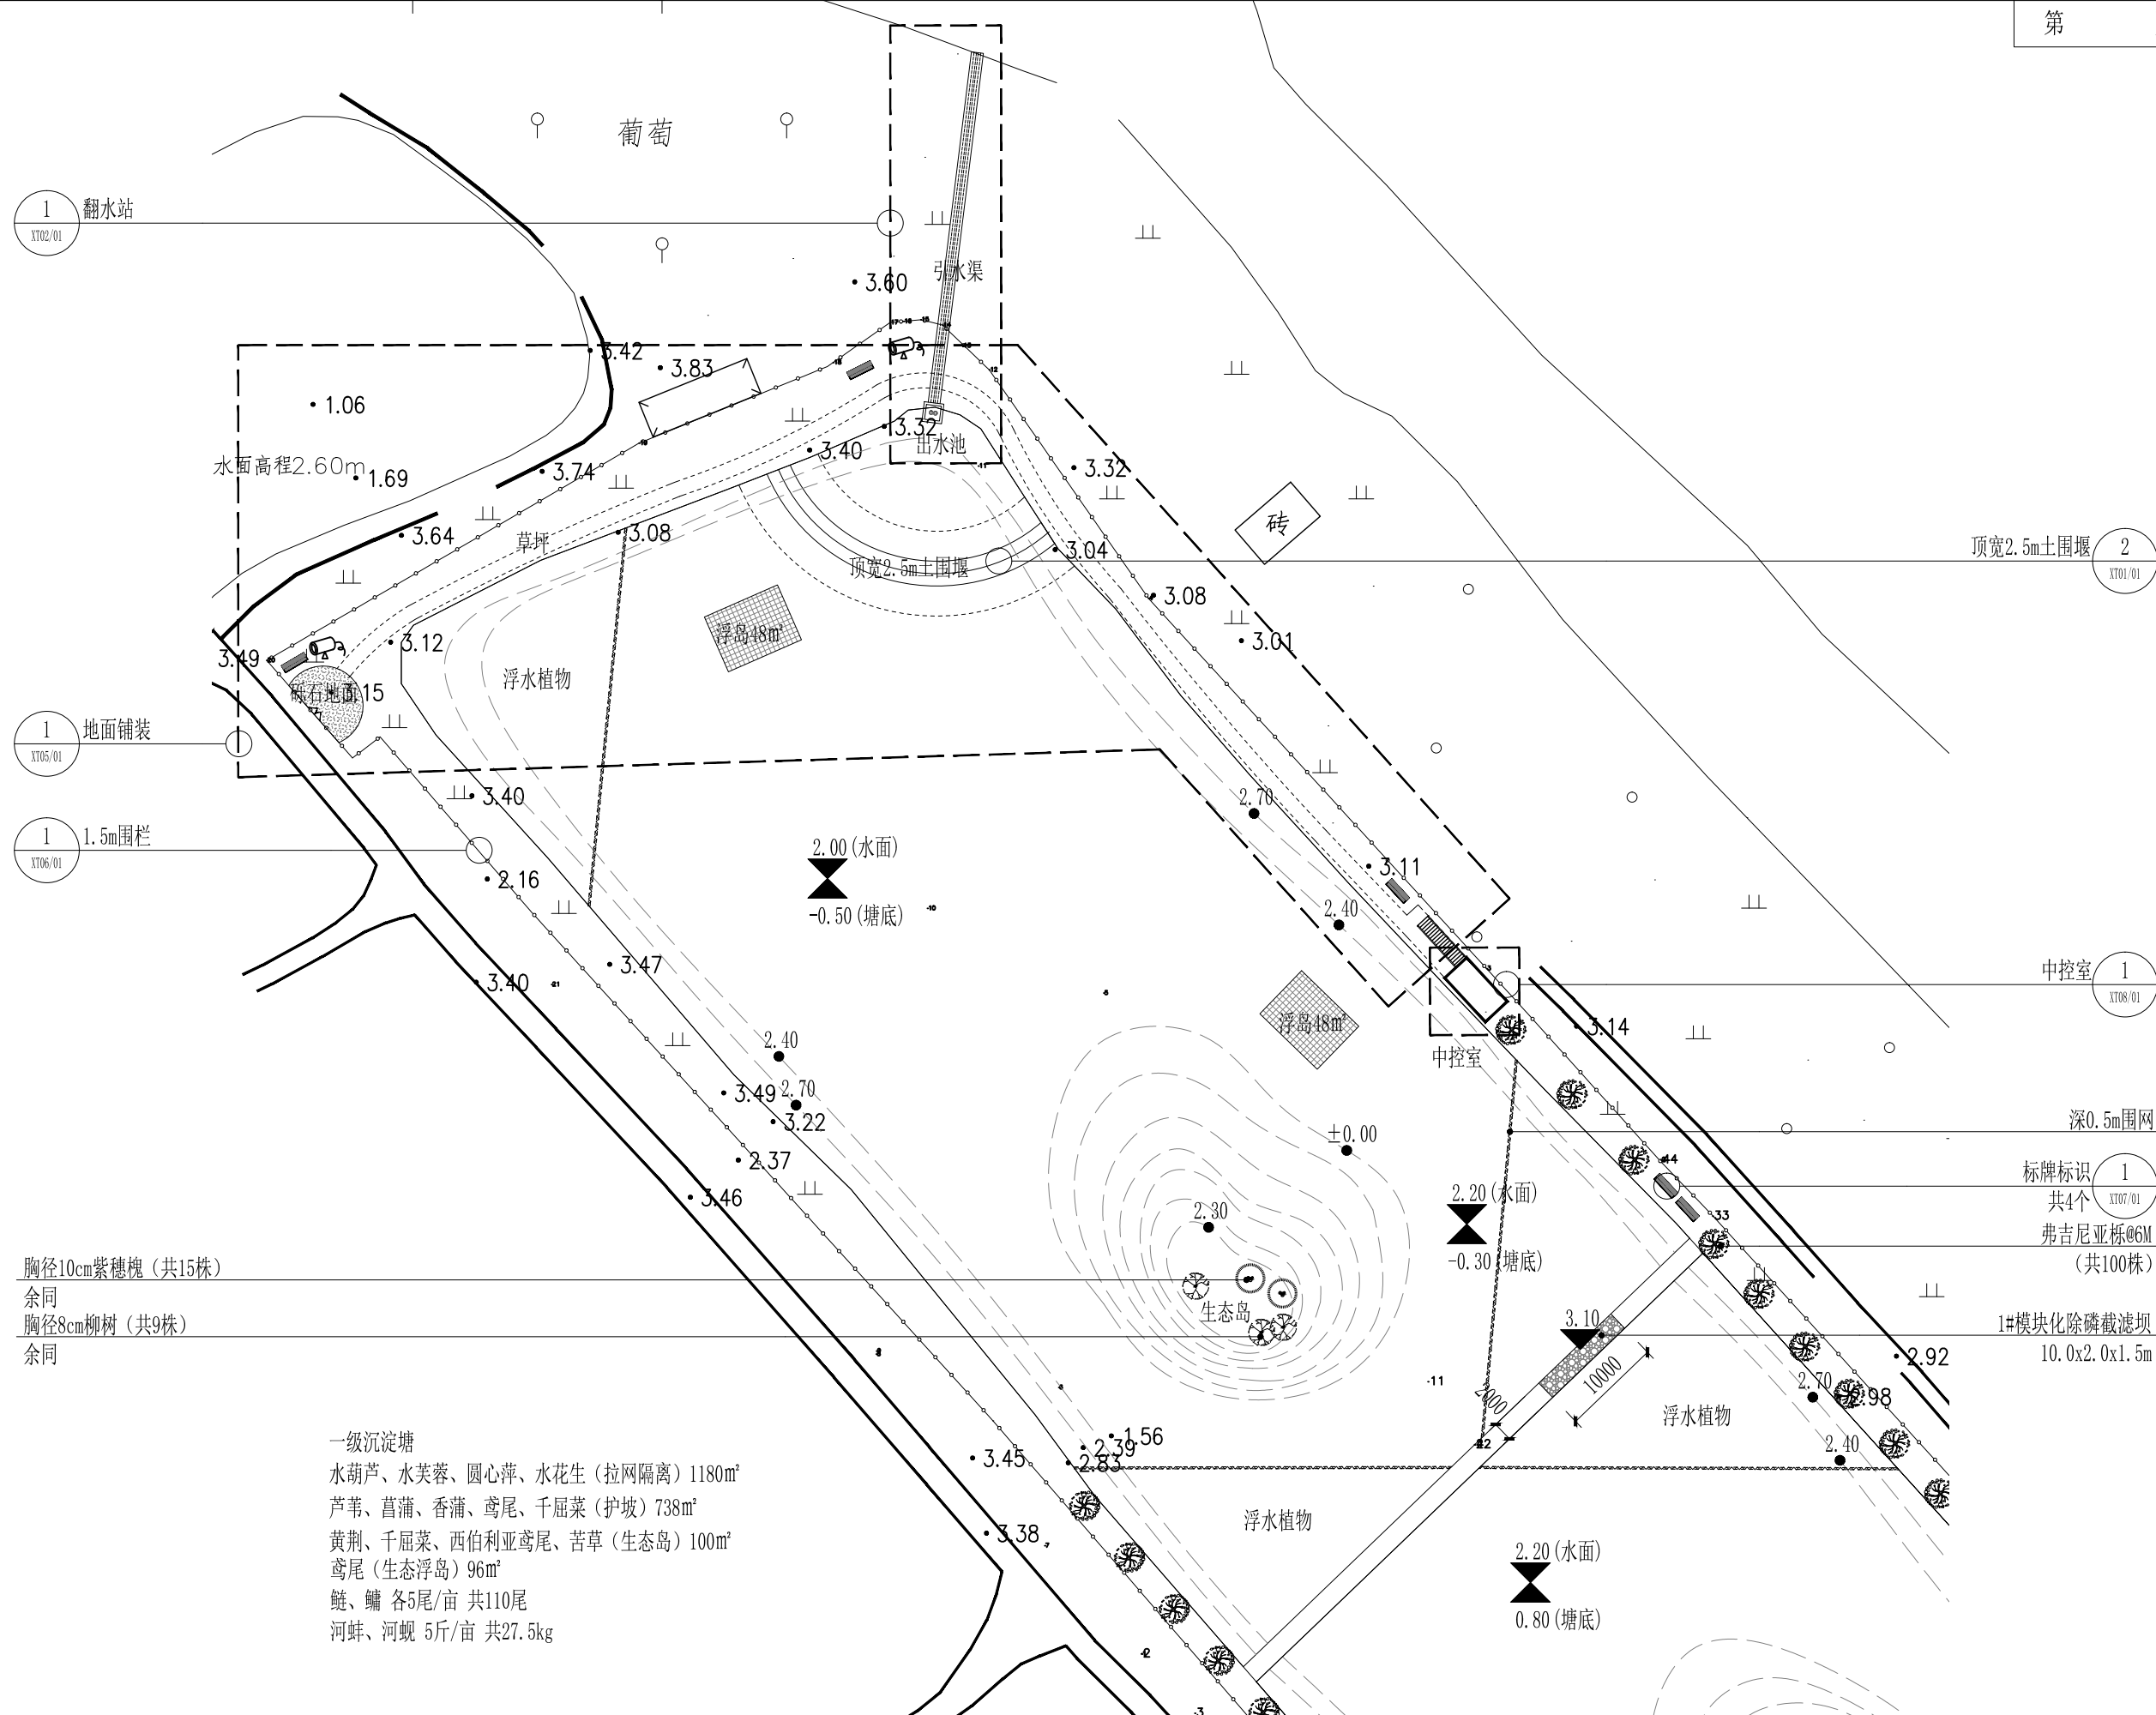 第
葡萄
1 翻水站
XT02/01
引水渠
3.60
3.42
3.83
1.06
3.32
出水池
3.40
水面高程2.60m
1.69
3.74
3.32
砖
3.64
草坪
3.08
3.04
顶宽2.5m土围堰
顶宽2.5m土围堰 2
XT01/01
3.08
浮岛48㎡
3.12
3.01
3.49
浮水植物
砾石地面
3.15
1 地面铺装
XT05/01
3.40
2.70
1 1.5m围栏
XT06/01
2.00(水面)
-0.50(塘底)
3.11
2.16
2.40
3.47
3.40
中控室 1
XT08/01
浮岛48㎡
3.14
2.40
中控室
3.49
2.70
3.22
深0.5m围网
±0.00
2.37
标牌标识 1
共4个 XT07/01
3.46
2.20(水面)
-0.30(塘底)
2.30
弗吉尼亚栎@6M
(共100株)
胸径10cm紫穗槐（共15株）
余同
生态岛
胸径8cm柳树（共9株）
余同
3.10
1#模块化除磷截滤坝
10.0x2.0x1.5m
2.92
10000
2000
2.70
2.98
浮水植物
-11
2.40
1.56
2.39
2.83
3.45
一级沉淀塘
水葫芦、水芙蓉、圆心萍、水花生（拉网隔离）1180㎡
芦苇、菖蒲、香蒲、鸢尾、千屈菜（护坡）738㎡
黄荆、千屈菜、西伯利亚鸢尾、苦草（生态岛）100㎡
鸢尾（生态浮岛）96㎡
鲢、鳙 各5尾/亩 共110尾
河蚌、河蚬 5斤/亩 共27.5kg
3.38
浮水植物
2.20(水面)
0.80(塘底)